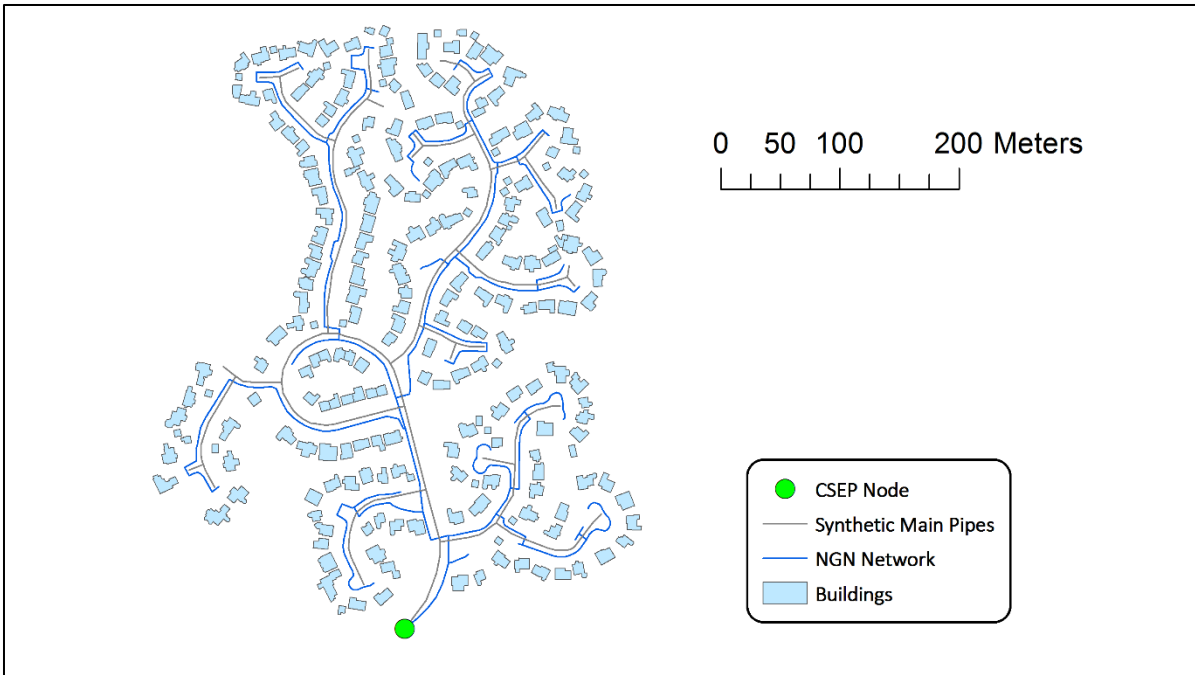 0 50 100 200 Meters
CSEP Node
Synthetic Main Pipes
NGN Network
Buildings